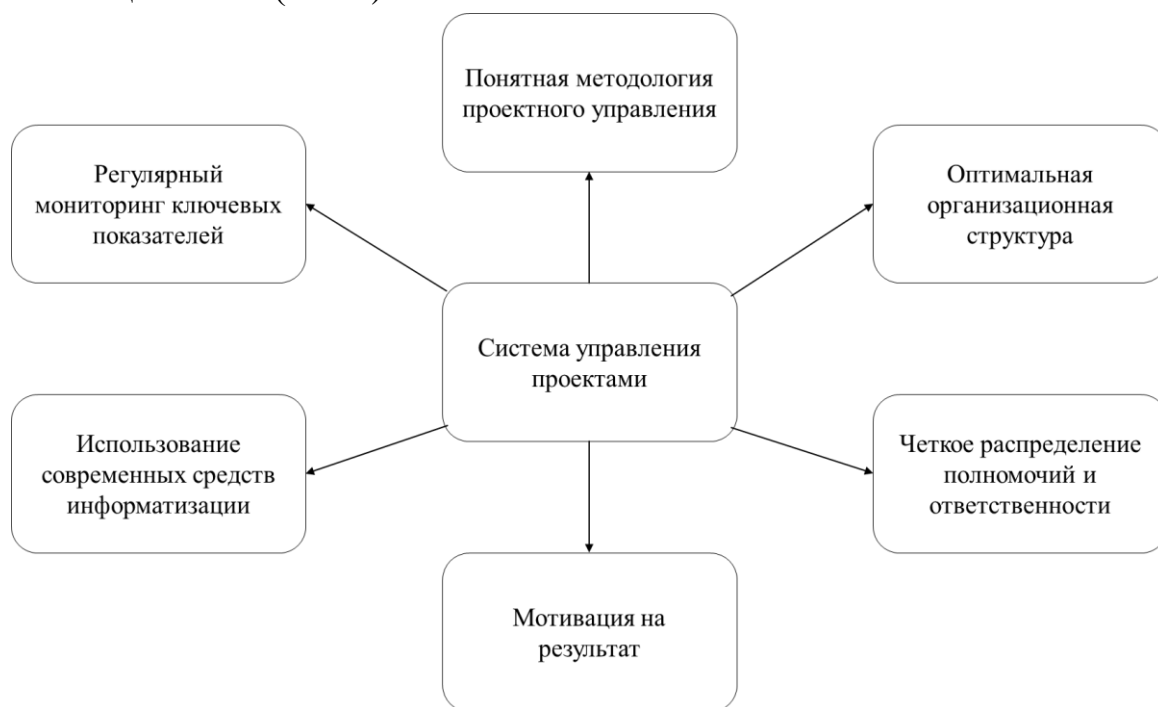 Понятная методология
проектного управления
Регулярный
мониторинг ключевых
показателей
Оптимальная
организационная
структура
Система управления
проектами
Использование
современных средств
информатизации
Четкое распределение
полномочий и
ответственности
Мотивация на
результат